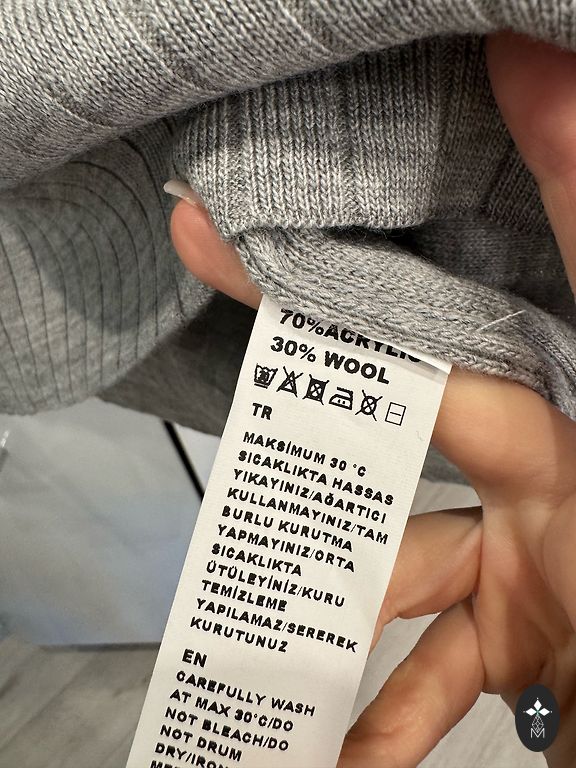 70%ACRYLIC
30% WOOL
TR
MAKSİMUM 30 °C
SICAKLIKTA HASSAS
YIKAYINIZ/AĞARTICI
KULLANMAYINIZ/TAM
BURLU KURUTMA
YAPMAYINIZ/ORTA
SICAKLIKTA
ÜTÜLEYİNİZ/KURU
TEMİZLEME
YAPILAMAZ/SEREREK
KURUTUNUZ
EN
CAREFULLY WASH
AT MAX 30°C/DO
NOT BLEACH/DO
NOT DRUM
DRY/IRON